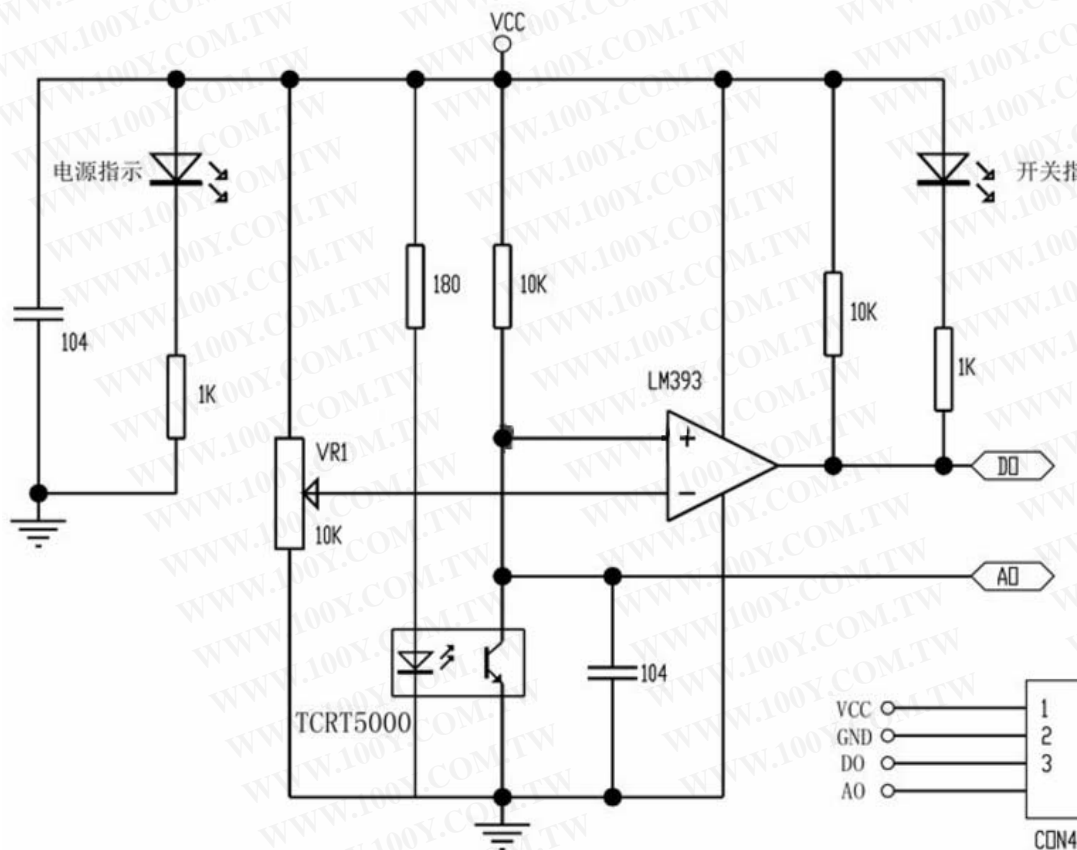 VCC
电源指示
开关指
180
10K
10K
104
1K
1K
LM393
VR1
+
-
10K
DO
AO
104
TCRT5000
VCC
GND
DO
AO
1
2
3
CON4
WWW.100Y.COM.TW